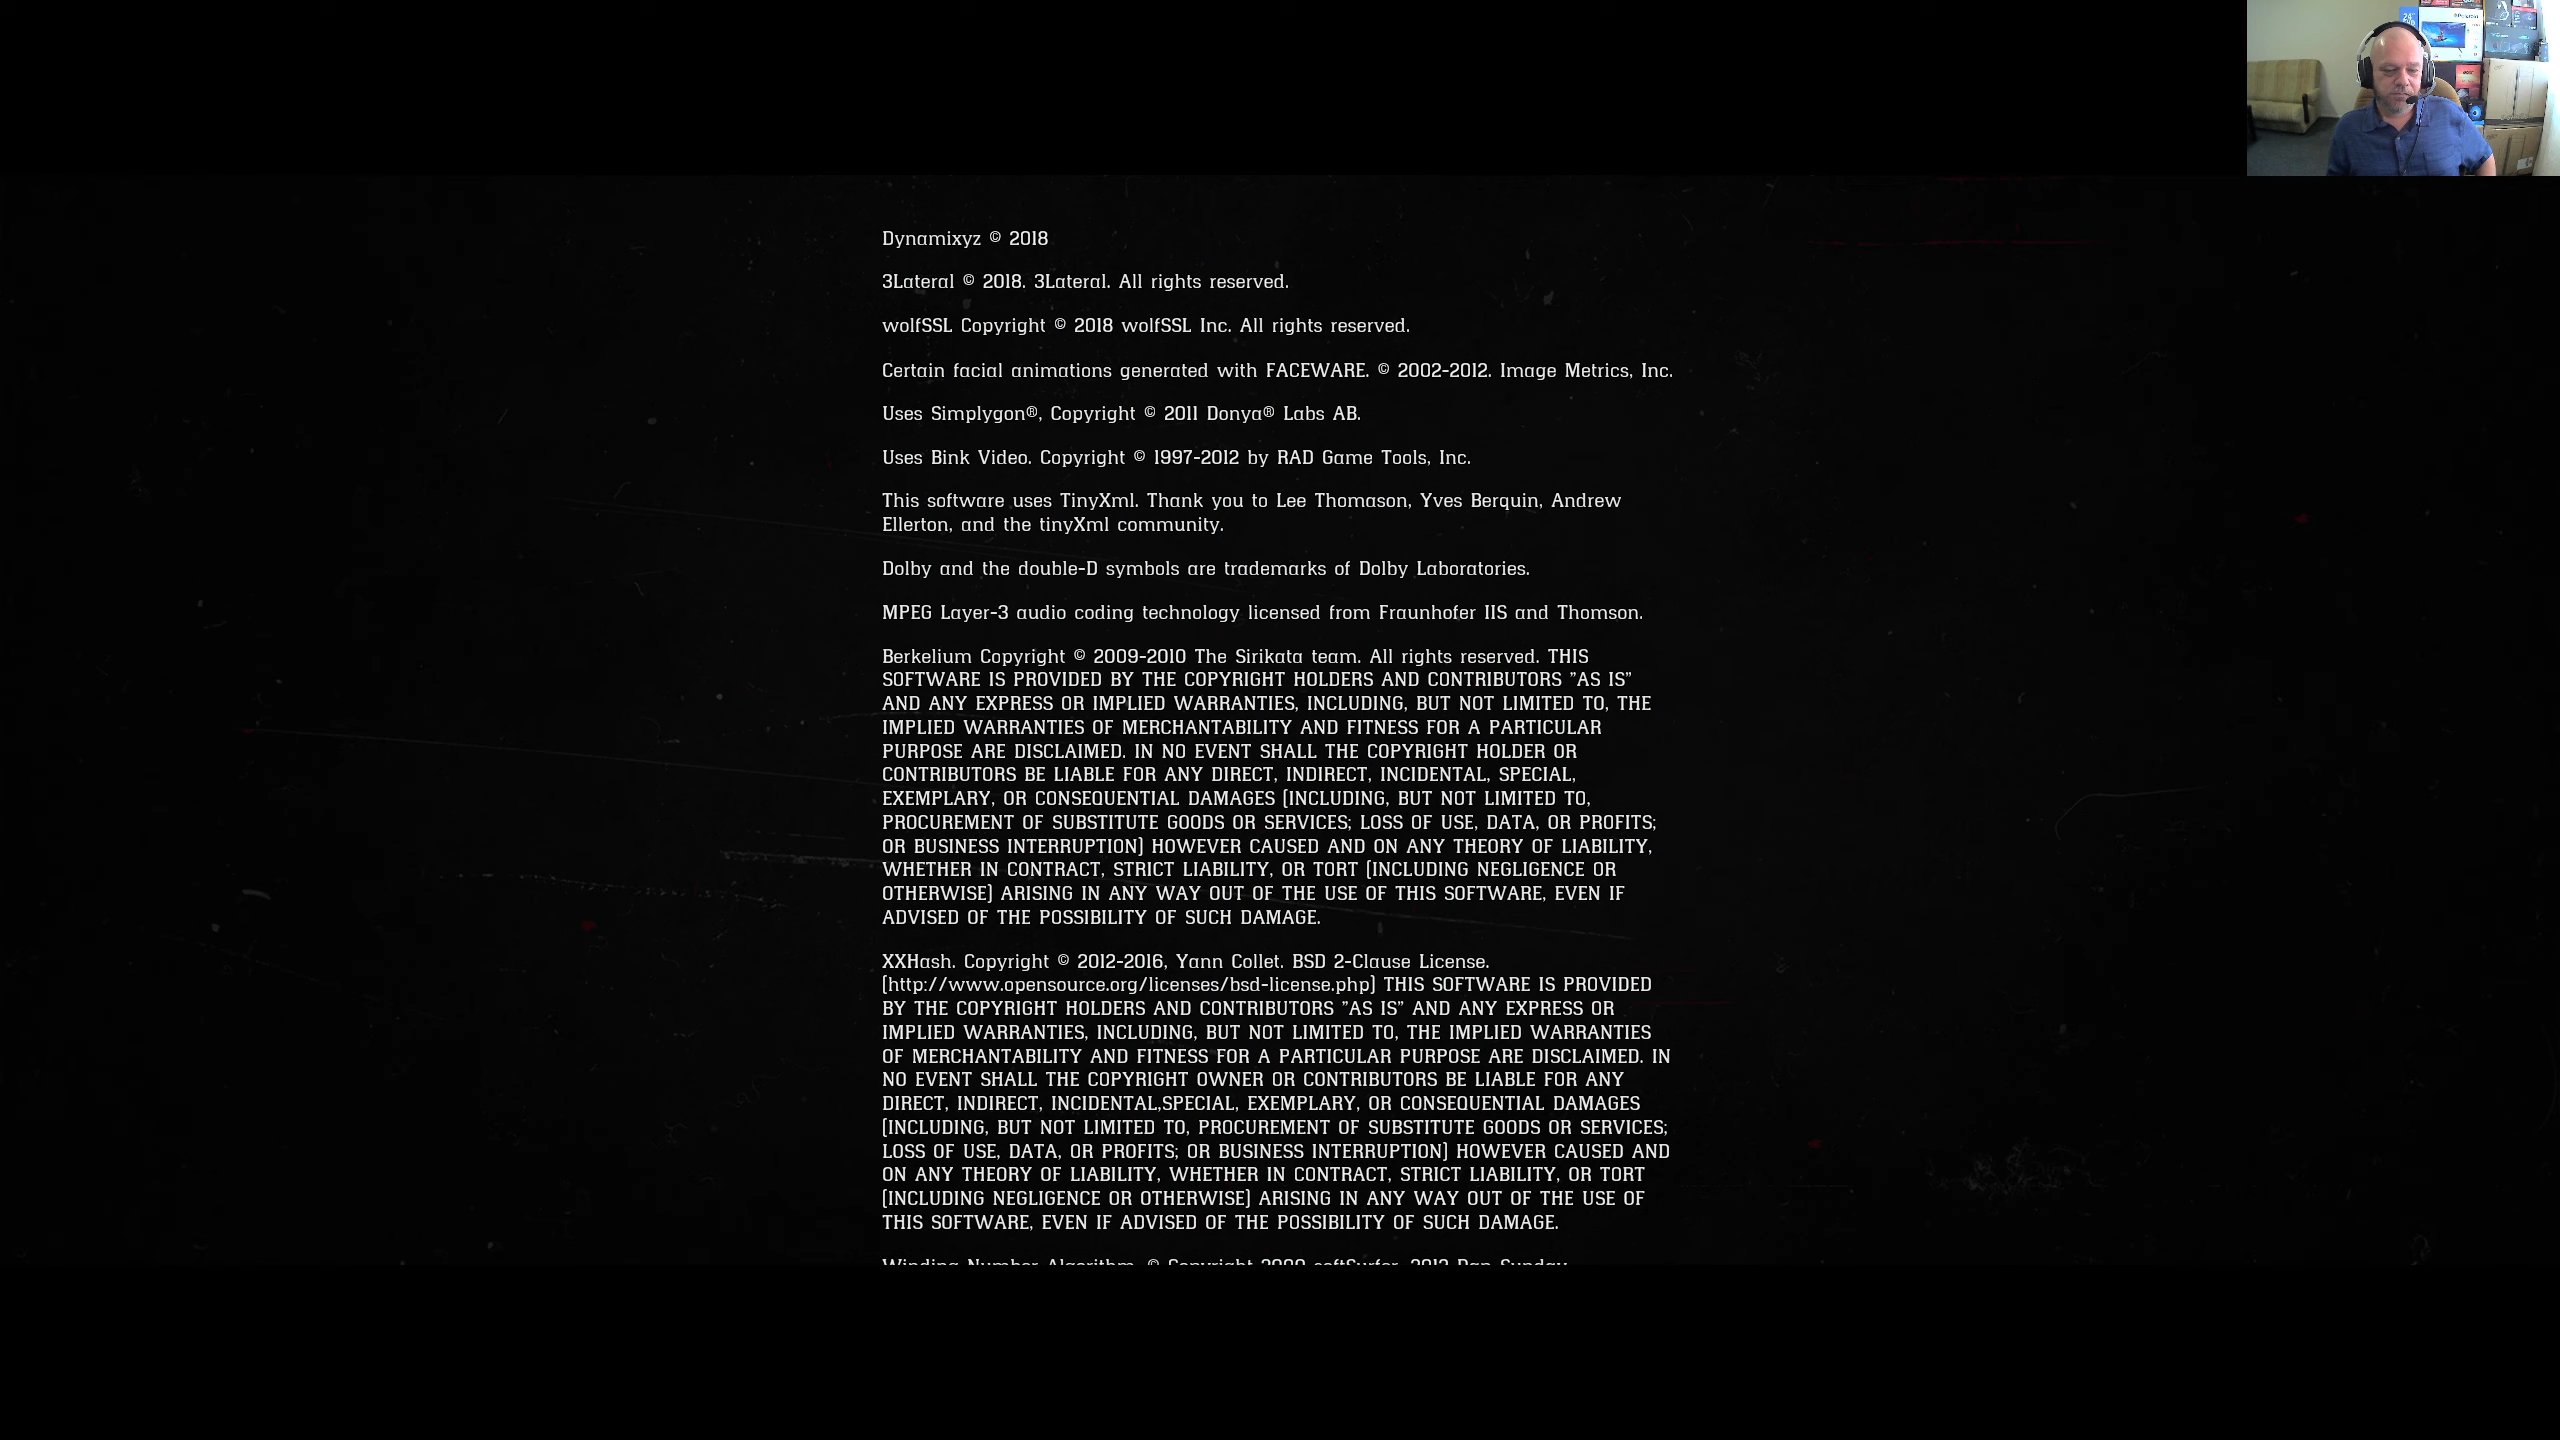 Dynamixyz © 2018
3Lateral © 2018. 3Lateral. All rights reserved.
wolfSSL Copyright © 2018 wolfSSL Inc. All rights reserved.
Certain facial animations generated with FACEWARE. © 2002-2012. Image Metrics, Inc.
Uses Simplygon®, Copyright © 2011 Donya® Labs AB.
Uses Bink Video. Copyright © 1997-2012 by RAD Game Tools, Inc.
This software uses TinyXml. Thank you to Lee Thomason, Yves Berquin, Andrew
Ellerton, and the tinyXml community.
Dolby and the double-D symbols are trademarks of Dolby Laboratories.
MPEG Layer-3 audio coding technology licensed from Fraunhofer IIS and Thomson.
Berkelium Copyright © 2009-2010 The Sirikata team. All rights reserved. THIS
SOFTWARE IS PROVIDED BY THE COPYRIGHT HOLDERS AND CONTRIBUTORS ”AS IS”
AND ANY EXPRESS OR IMPLIED WARRANTIES, INCLUDING, BUT NOT LIMITED TO, THE
IMPLIED WARRANTIES OF MERCHANTABILITY AND FITNESS FOR A PARTICULAR
PURPOSE ARE DISCLAIMED. IN NO EVENT SHALL THE COPYRIGHT HOLDER OR
CONTRIBUTORS BE LIABLE FOR ANY DIRECT, INDIRECT, INCIDENTAL, SPECIAL,
EXEMPLARY, OR CONSEQUENTIAL DAMAGES (INCLUDING, BUT NOT LIMITED TO,
PROCUREMENT OF SUBSTITUTE GOODS OR SERVICES; LOSS OF USE, DATA, OR PROFITS;
OR BUSINESS INTERRUPTION) HOWEVER CAUSED AND ON ANY THEORY OF LIABILITY,
WHETHER IN CONTRACT, STRICT LIABILITY, OR TORT (INCLUDING NEGLIGENCE OR
OTHERWISE) ARISING IN ANY WAY OUT OF THE USE OF THIS SOFTWARE, EVEN IF
ADVISED OF THE POSSIBILITY OF SUCH DAMAGE.
XXHash. Copyright © 2012-2016, Yann Collet. BSD 2-Clause License.
(http://www.opensource.org/licenses/bsd-license.php) THIS SOFTWARE IS PROVIDED
BY THE COPYRIGHT HOLDERS AND CONTRIBUTORS ”AS IS” AND ANY EXPRESS OR
IMPLIED WARRANTIES, INCLUDING, BUT NOT LIMITED TO, THE IMPLIED WARRANTIES
OF MERCHANTABILITY AND FITNESS FOR A PARTICULAR PURPOSE ARE DISCLAIMED. IN
NO EVENT SHALL THE COPYRIGHT OWNER OR CONTRIBUTORS BE LIABLE FOR ANY
DIRECT, INDIRECT, INCIDENTAL,SPECIAL, EXEMPLARY, OR CONSEQUENTIAL DAMAGES
(INCLUDING, BUT NOT LIMITED TO, PROCUREMENT OF SUBSTITUTE GOODS OR SERVICES;
LOSS OF USE, DATA, OR PROFITS; OR BUSINESS INTERRUPTION) HOWEVER CAUSED AND
ON ANY THEORY OF LIABILITY, WHETHER IN CONTRACT, STRICT LIABILITY, OR TORT
(INCLUDING NEGLIGENCE OR OTHERWISE) ARISING IN ANY WAY OUT OF THE USE OF
THIS SOFTWARE, EVEN IF ADVISED OF THE POSSIBILITY OF SUCH DAMAGE.
Winding Number Algorithm. © Copyright 2000 softSurfer, 2012 Dan Sunday